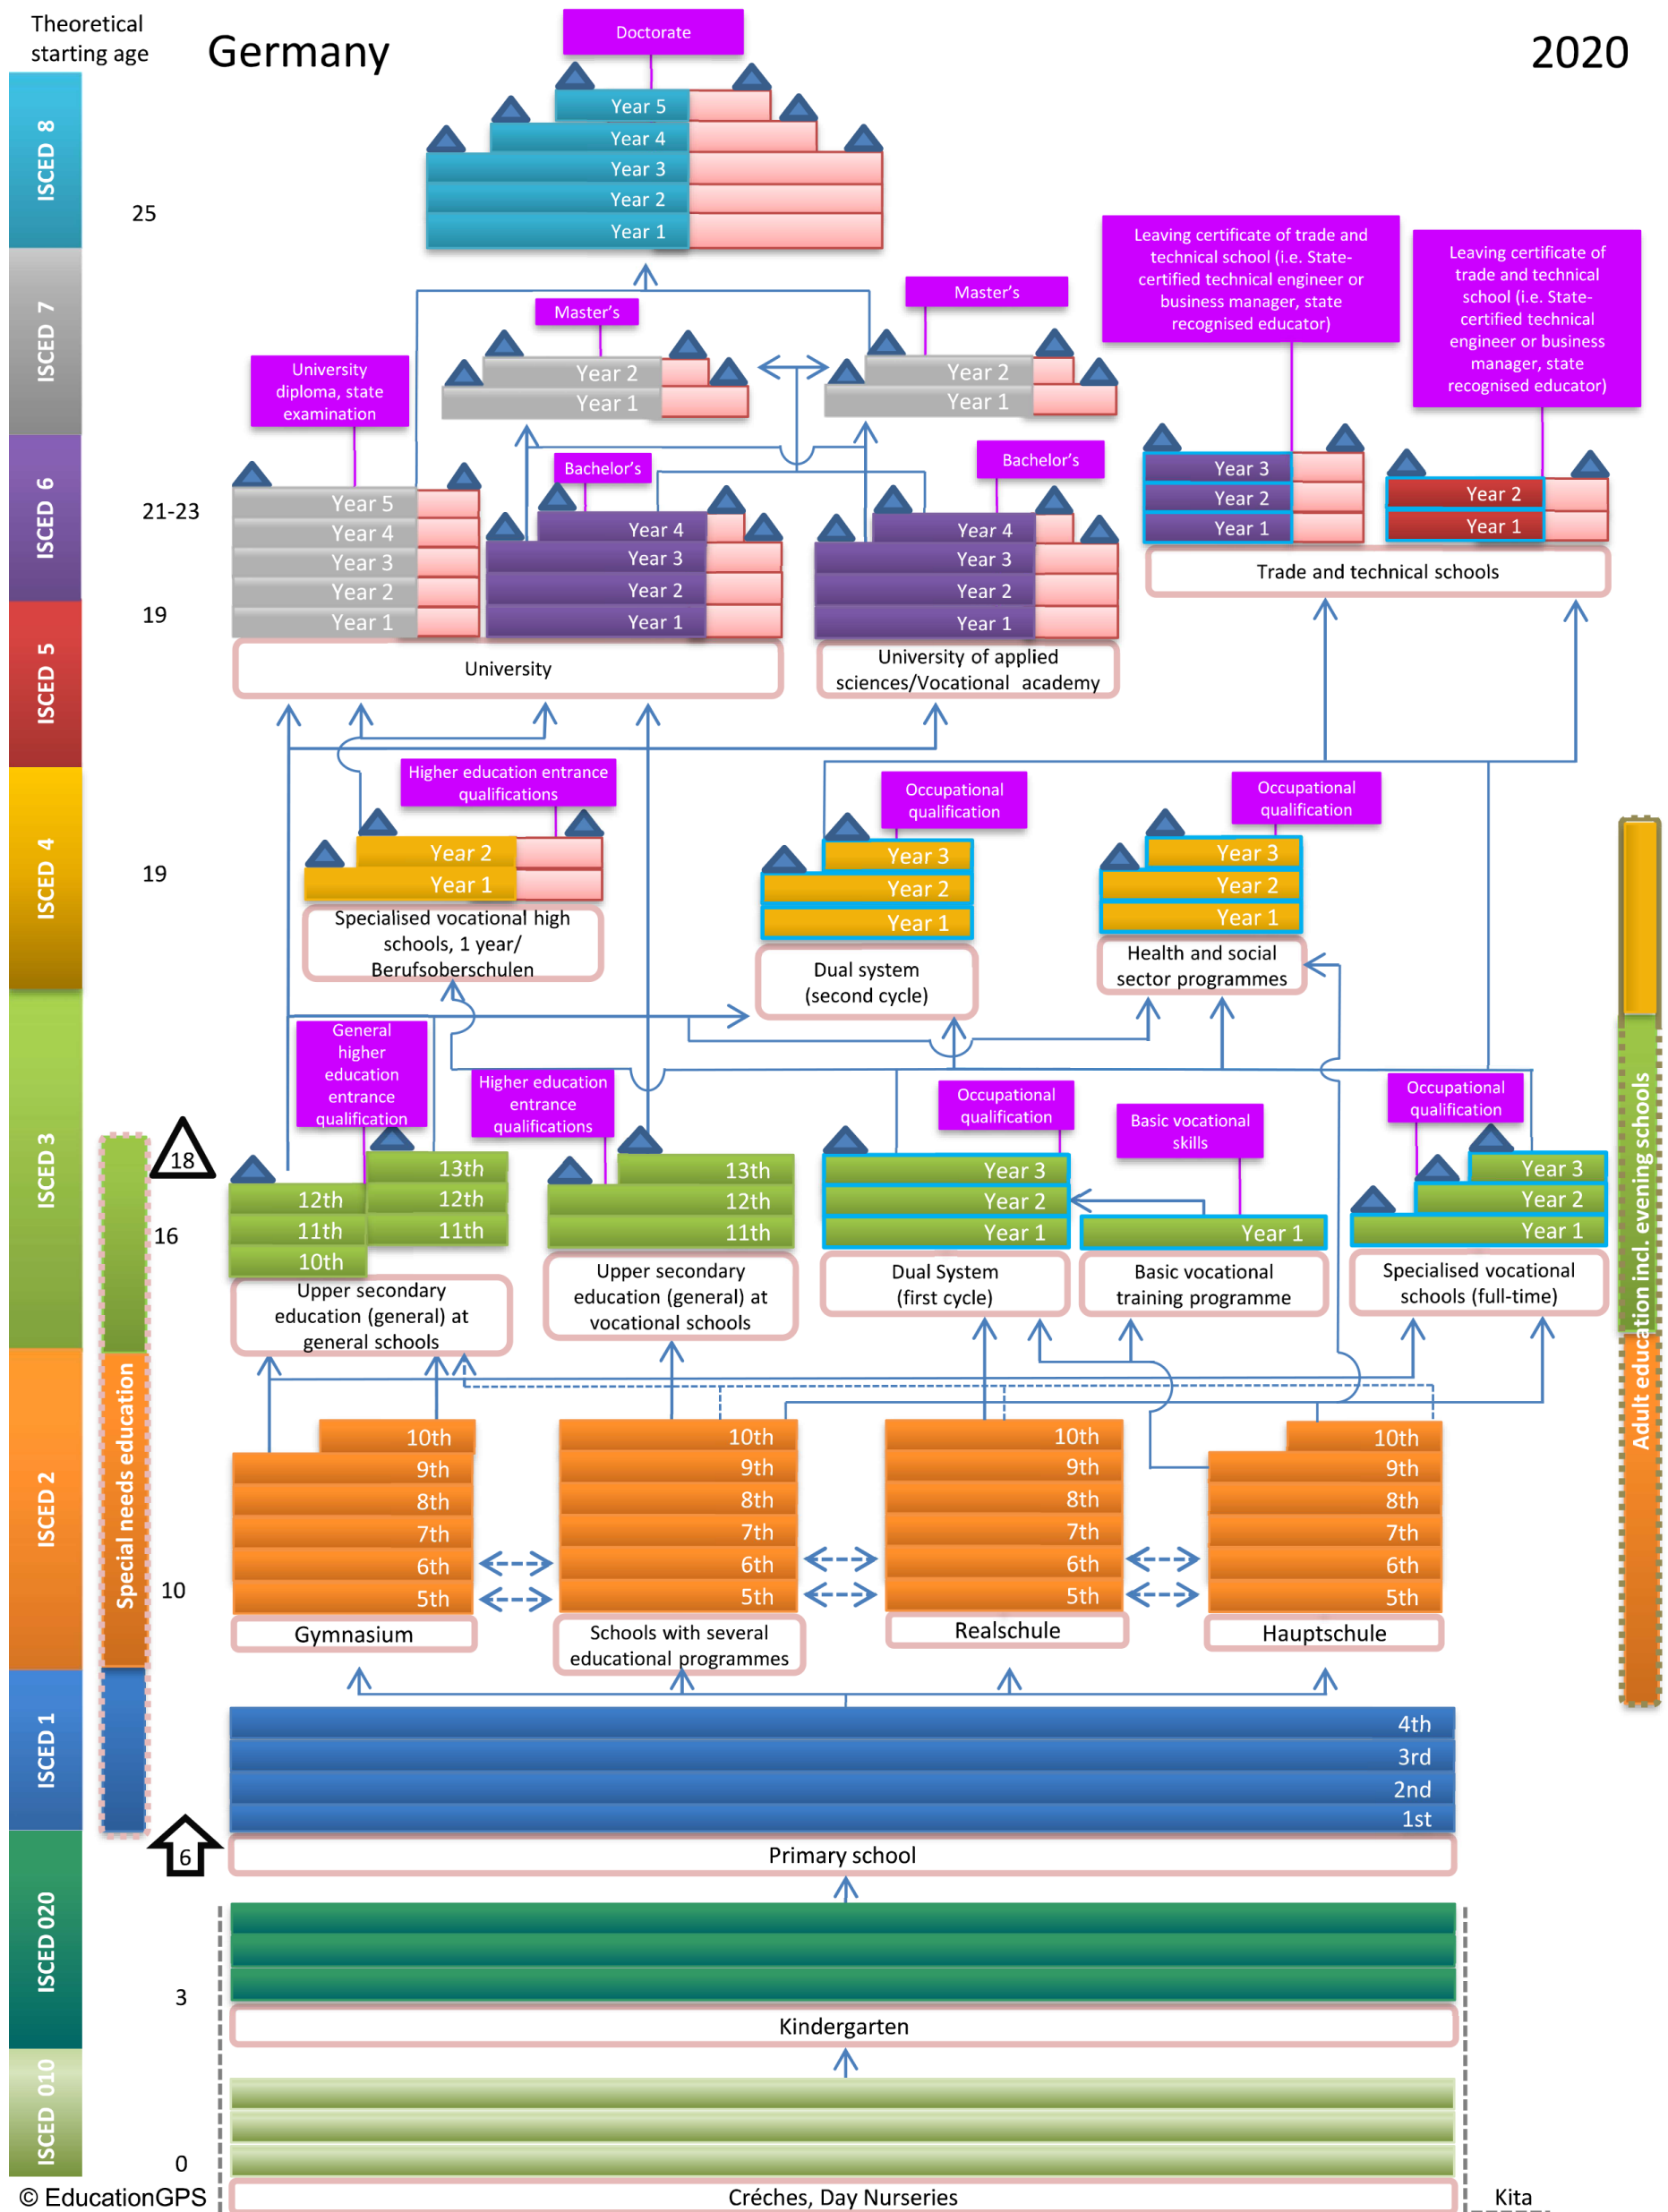 Theoretical
starting age
Germany
2020
Doctorate
ISCED 8
Year 5
Year 4
Year 3
Year 2
Year 1
25
Leaving certificate of trade and
technical school (i.e. State-
certified technical engineer or
business manager, state
recognised educator)
Leaving certificate of
trade and technical
school (i.e. State-
certified technical
engineer or business
manager, state
recognised educator)
ISCED 7
Master's
Year 2
Year 1
Master's
Year 2
Year 1
University
diploma, state
examination
ISCED 6
21-23
Year 5
Year 4
Year 3
Year 2
Year 1
Bachelor's
Year 4
Year 3
Year 2
Year 1
Bachelor's
Year 4
Year 3
Year 2
Year 1
Year 3
Year 2
Year 1
Year 2
Year 1
Trade and technical schools
19
ISCED 5
University
University of applied
sciences/Vocational academy
ISCED 4
19
Higher education entrance
qualifications
Year 2
Year 1
Specialised vocational high
schools, 1 year/
Berufsoberschulen
Occupational
qualification
Year 3
Year 2
Year 1
Dual system
(second cycle)
Occupational
qualification
Year 3
Year 2
Year 1
Health and social
sector programmes
ISCED 3
18
16
General
higher
education
entrance
qualification
12th
11th
10th
13th
12th
11th
Upper secondary
education (general) at
general schools
Higher education
entrance
qualifications
13th
12th
11th
Upper secondary
education (general) at
vocational schools
Occupational
qualification
Year 3
Year 2
Year 1
Dual System
(first cycle)
Basic vocational
skills
Year 1
Basic vocational
training programme
Occupational
qualification
Year 3
Year 2
Year 1
Specialised vocational
schools (full-time)
Adult education incl. evening schools
Special needs education
ISCED 2
10
10th
9th
8th
7th
6th
5th
Gymnasium
10th
9th
8th
7th
6th
5th
Schools with several
educational programmes
10th
9th
8th
7th
6th
5th
Realschule
10th
9th
8th
7th
6th
5th
Hauptschule
ISCED 1
4th
3rd
2nd
1st
6
Primary school
ISCED 020
3
Kindergarten
ISCED 010
0
Créches, Day Nurseries
Kita
© EducationGPS